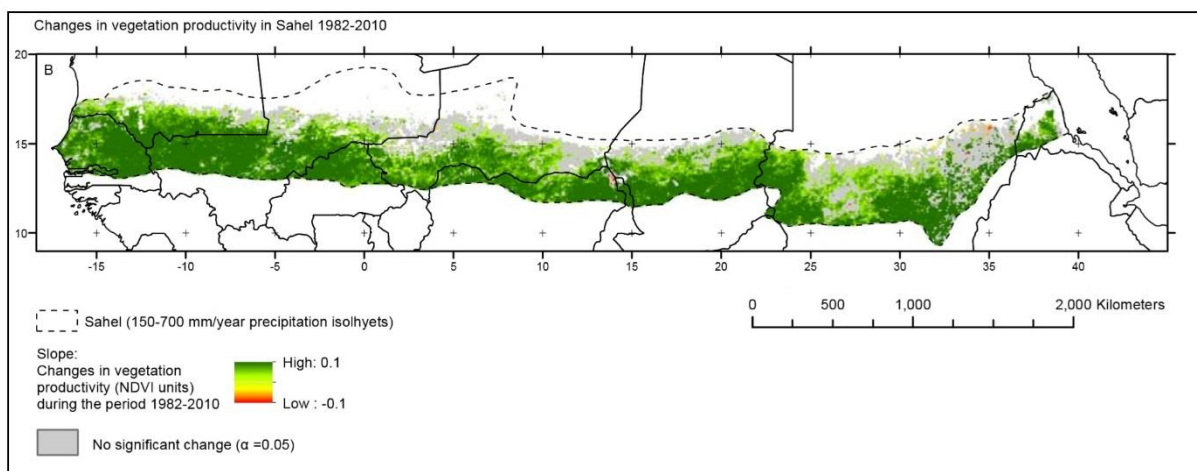 Changes in vegetation productivity in Sahel 1982-2010
B
20
15
10
-15 -10 -5 0 5 10 15 20 25 30 35 40
Sahel (150-700 mm/year precipitation isolhyets)
0 500 1,000 2,000 Kilometers
Slope:
Changes in vegetation
productivity (NDVI units)
during the period 1982-2010
High: 0.1
Low : -0.1
No significant change (α =0.05)